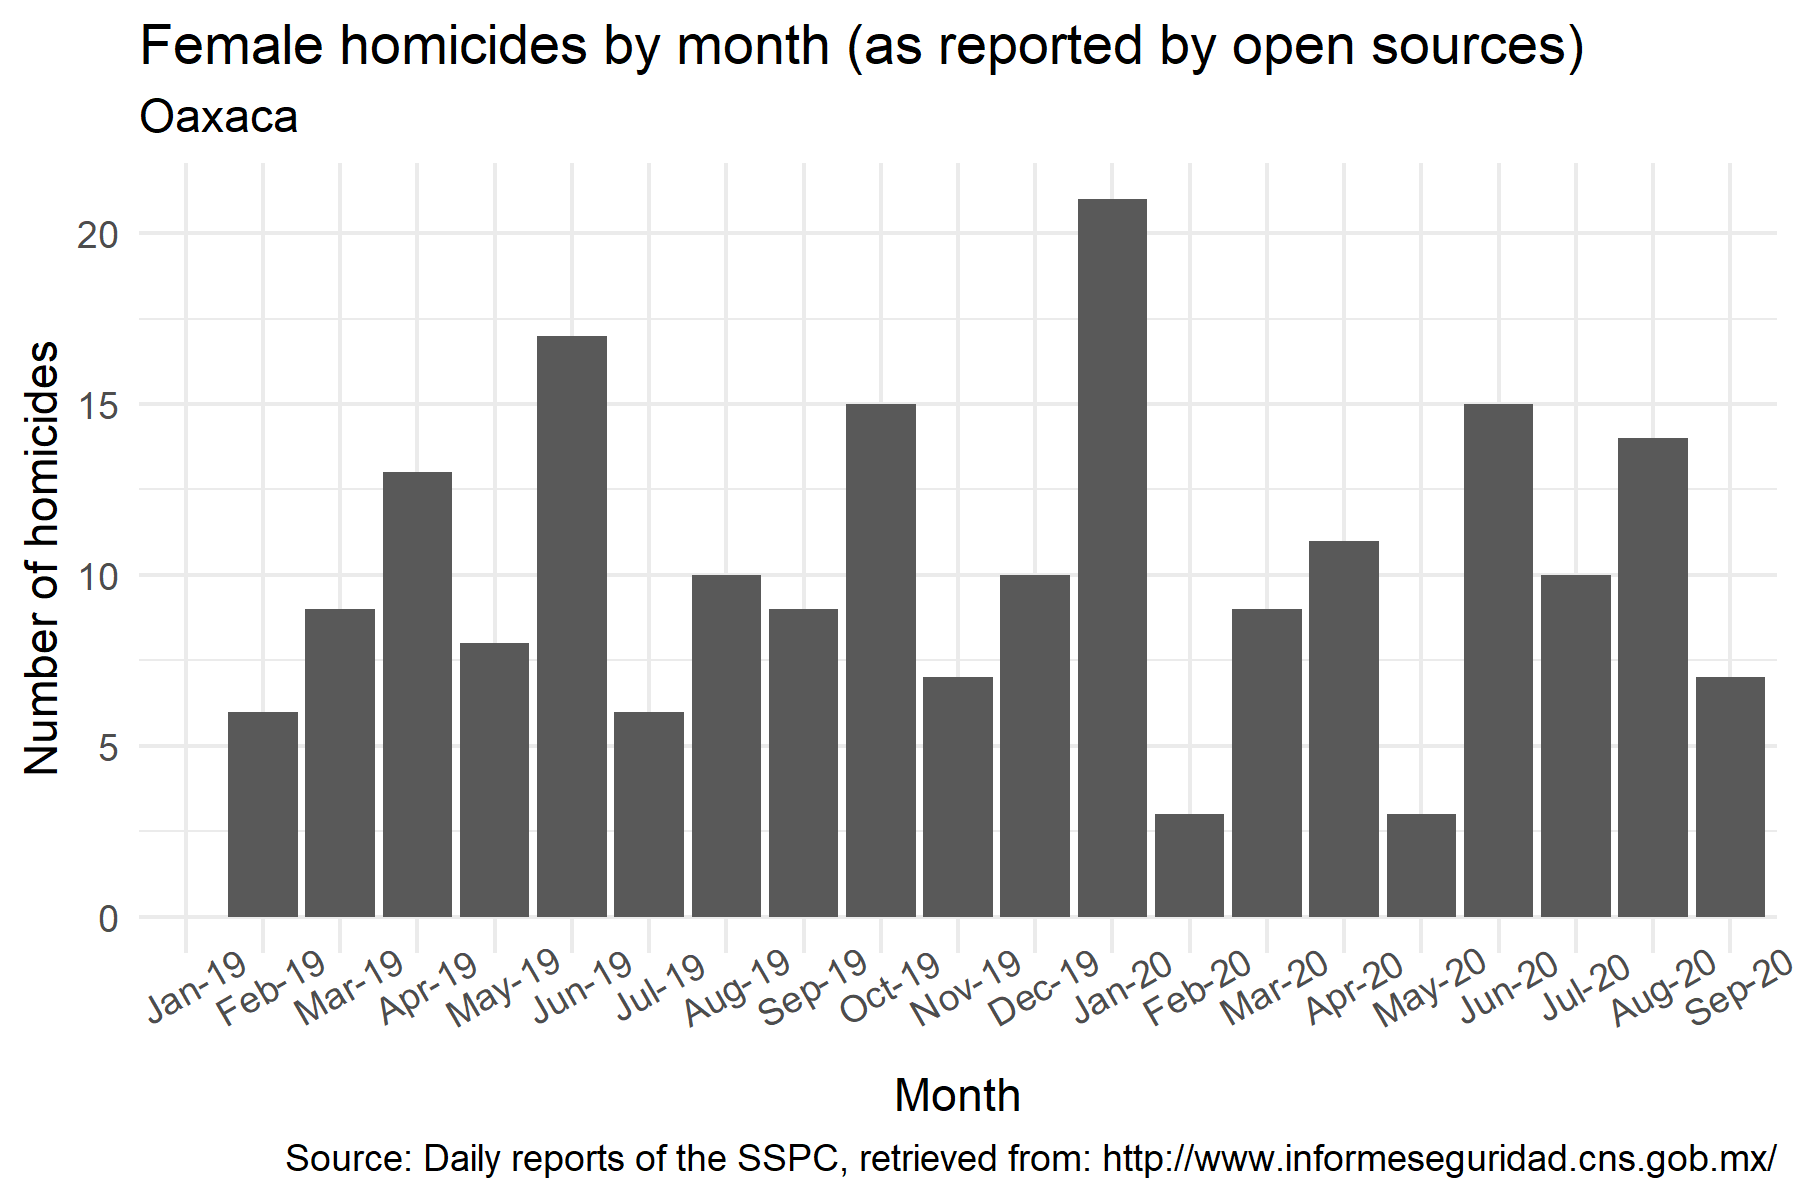 Female homicides by month (as reported by open sources)
Oaxaca
Number of homicides
20
15
10
5
0
Jan-19
Feb-19
Mar-19
Apr-19
May-19
Jun-19
Jul-19
Aug-19
Sep-19
Oct-19
Nov-19
Dec-19
Jan-20
Feb-20
Mar-20
Apr-20
May-20
Jun-20
Jul-20
Aug-20
Sep-20
Month
Source: Daily reports of the SSPC, retrieved from: http://www.informeseguridad.cns.gob.mx/